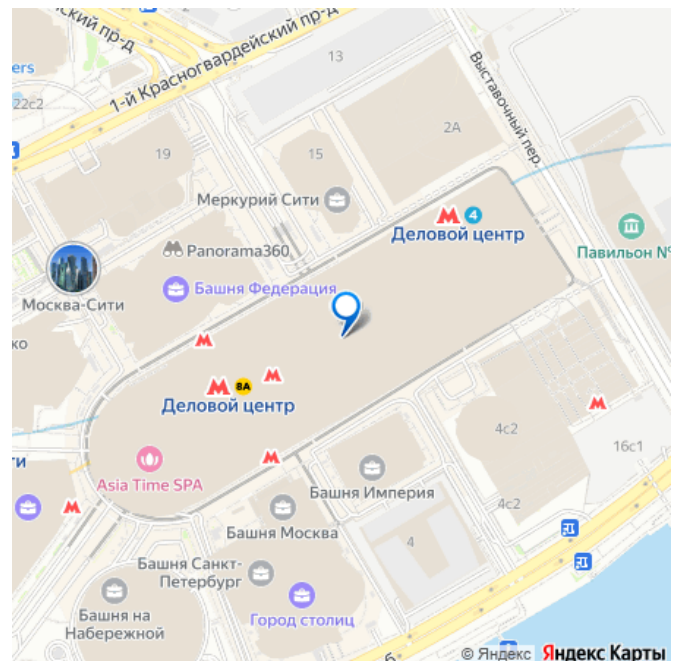 ский пр-д
1-й Красногвардейский пр-д
ers
22с2
13
Выставочный пер.
2А
19
15
Меркурий Сити
4
Деловой центр
Panorama360
Павильон №
Башня Федерация
Москва-Сити
ко
8А
Деловой центр
4с2
16с1
ти
Asia Time SPA
Башня Империя
4с2
Башня Москва
4
Башня Санкт-
Петербург
Башня на
Набережной
Город столиц
б.
© Яндекс Яндекс Карты